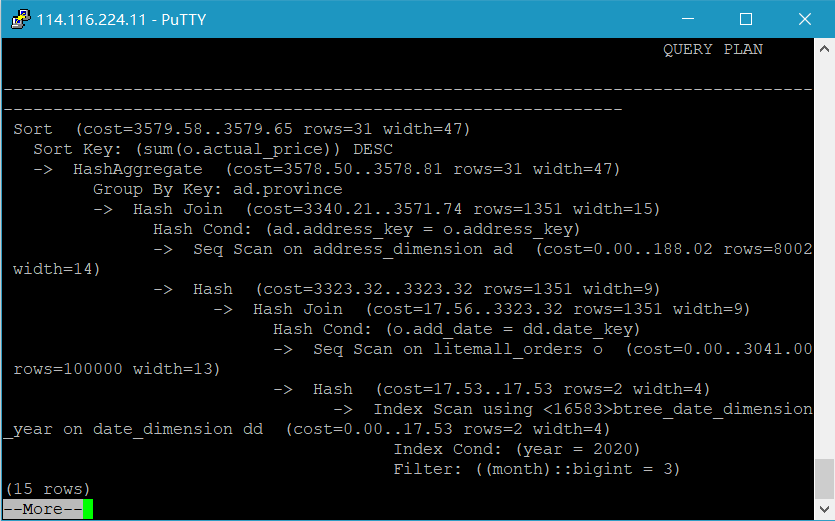 114.116.224.11 - PuTTY
QUERY PLAN
---------------------------------------------------------------------------------
--------------------------------------------------------------
Sort  (cost=3579.58..3579.65 rows=31 width=47)
Sort Key: (sum(o.actual_price)) DESC
->  HashAggregate  (cost=3578.50..3578.81 rows=31 width=47)
Group By Key: ad.province
->  Hash Join  (cost=3340.21..3571.74 rows=1351 width=15)
Hash Cond: (ad.address_key = o.address_key)
->  Seq Scan on address_dimension ad  (cost=0.00..188.02 rows=8002
width=14)
->  Hash  (cost=3323.32..3323.32 rows=1351 width=9)
->  Hash Join  (cost=17.56..3323.32 rows=1351 width=9)
Hash Cond: (o.add_date = dd.date_key)
->  Seq Scan on litemall_orders o  (cost=0.00..3041.00
rows=100000 width=13)
->  Hash  (cost=17.53..17.53 rows=2 width=4)
->  Index Scan using <16583>btree_date_dimension
_year on date_dimension dd  (cost=0.00..17.53 rows=2 width=4)
Index Cond: (year = 2020)
Filter: ((month)::bigint = 3)
(15 rows)
--More--